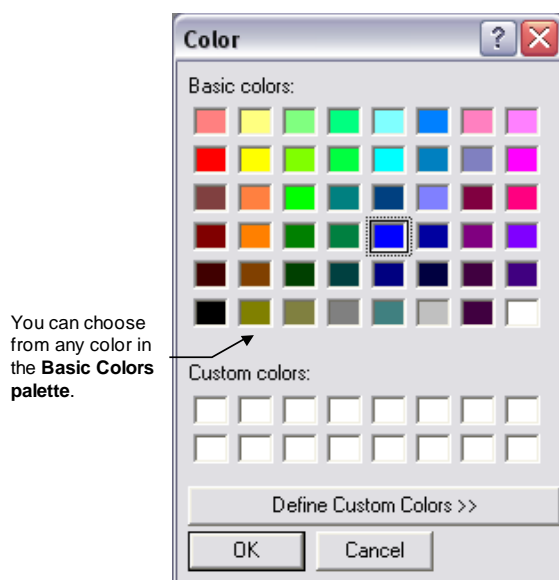 Color
?
Basic colors:
You can choose
from any color in
the Basic Colors
palette.
Custom colors:
Define Custom Colors >>
OK Cancel